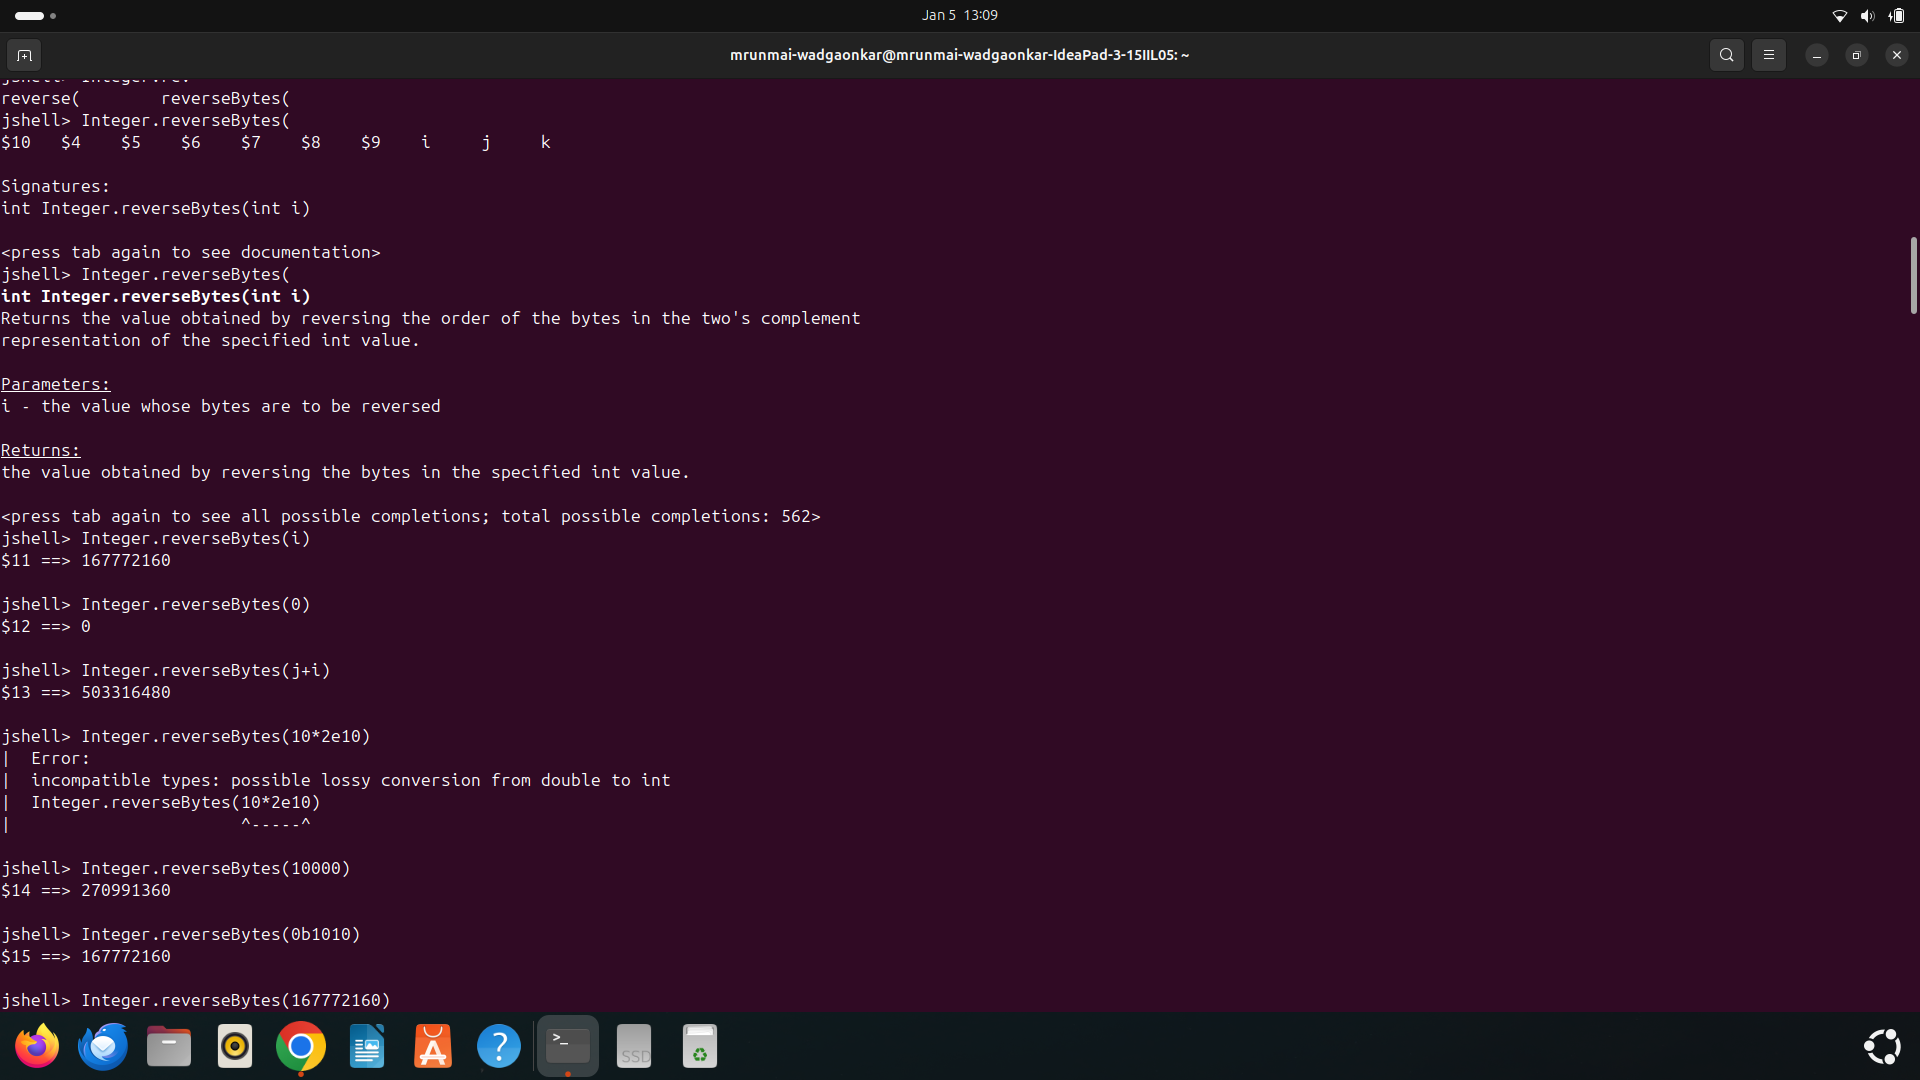 Jan 5 13:09
mrunmai-wadgaonkar@mrunmai-wadgaonkar-IdeaPad-3-15IIL05: ~
jshell> Integer.re.
reverse( reverseBytes(
jshell> Integer.reverseBytes(
$10 $4 $5 $6 $7 $8 $9 i j k
Signatures:
int Integer.reverseBytes(int i)
<press tab again to see documentation>
jshell> Integer.reverseBytes(
int Integer.reverseBytes(int i)
Returns the value obtained by reversing the order of the bytes in the two's complement
representation of the specified int value.
Parameters:
i - the value whose bytes are to be reversed
Returns:
the value obtained by reversing the bytes in the specified int value.
<press tab again to see all possible completions; total possible completions: 562>
jshell> Integer.reverseBytes(i)
$11 ==> 167772160
jshell> Integer.reverseBytes(0)
$12 ==> 0
jshell> Integer.reverseBytes(j+i)
$13 ==> 503316480
jshell> Integer.reverseBytes(10*2e10)
| Error:
| incompatible types: possible lossy conversion from double to int
| Integer.reverseBytes(10*2e10)
| ^-----^
jshell> Integer.reverseBytes(10000)
$14 ==> 270991360
jshell> Integer.reverseBytes(0b1010)
$15 ==> 167772160
jshell> Integer.reverseBytes(167772160)
>_
SSD